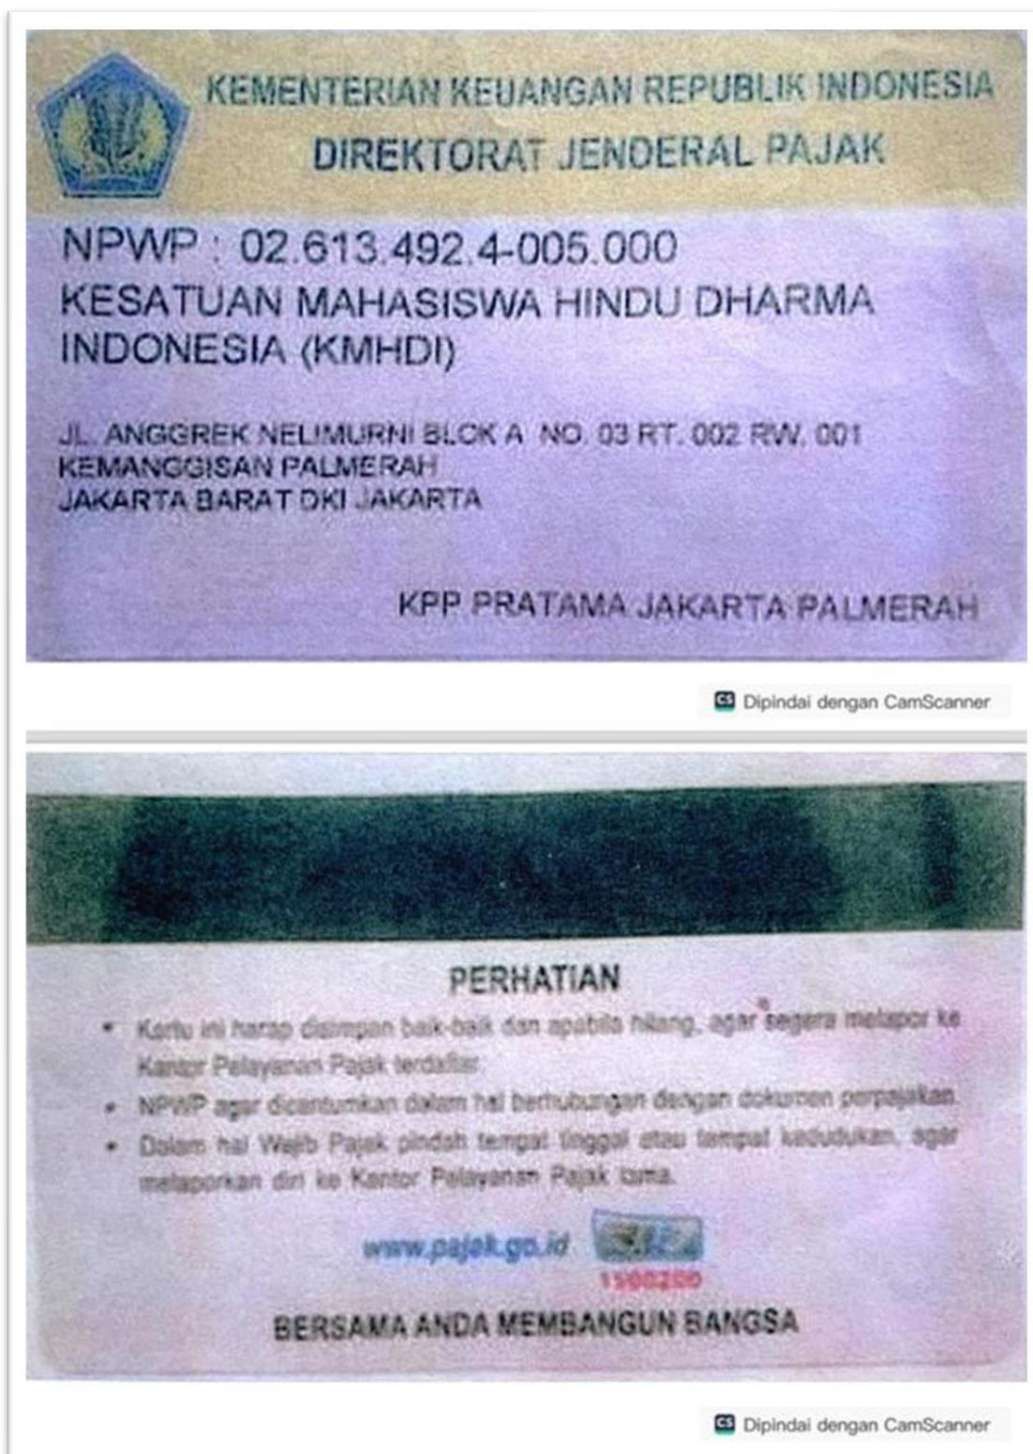 KEMENTERIAN KEUANGAN REPUBLIK INDONESIA
DIREKTORAT JENDERAL PAJAK
NPWP : 02.613.492.4-005.000
KESATUAN MAHASISWA HINDU DHARMA
INDONESIA (KMHDI)
JL. ANGGREK NELIMURNI BLOK A NO. 03 RT. 002 RW. 001
KEMANGGISAN PALMERAH
JAKARTA BARAT DKI JAKARTA
KPP PRATAMA JAKARTA PALMERAH
CS Dipindai dengan CamScanner
PERHATIAN
• Kartu ini harap disimpan baik-baik dan apabila hilang, agar segera melapor ke
Kantor Pelayanan Pajak terdaftar.
• NPWP agar dicantumkan dalam hal berhubungan dengan dokumen perpajakan.
• Dalam hal Wajib Pajak pindah tempat tinggal atau tempat kedudukan, agar
melaporkan diri ke Kantor Pelayanan Pajak lama.
www.pajak.go.id
1500200
BERSAMA ANDA MEMBANGUN BANGSA
CS Dipindai dengan CamScanner